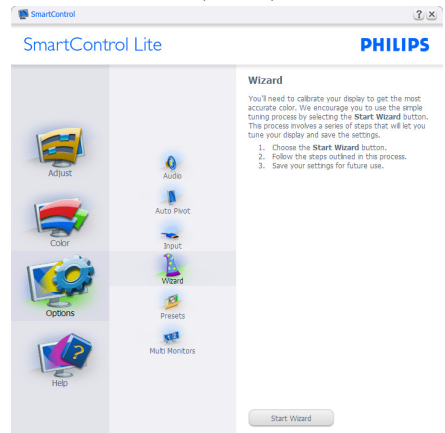 SmartControl
? ×
SmartControl Lite
PHILIPS
Adjust
Color
Options
Help
Audio
Auto Pivot
Input
Wizard
Presets
Multi Monitors
Wizard
You'll need to calibrate your display to get the most
accurate color. We encourage you to use the simple
tuning process by selecting the Start Wizard button.
This process involves a series of steps that will let you
tune your display and save the settings.
1. Choose the Start Wizard button.
2. Follow the steps outlined in this process.
3. Save your settings for future use.
Start Wizard